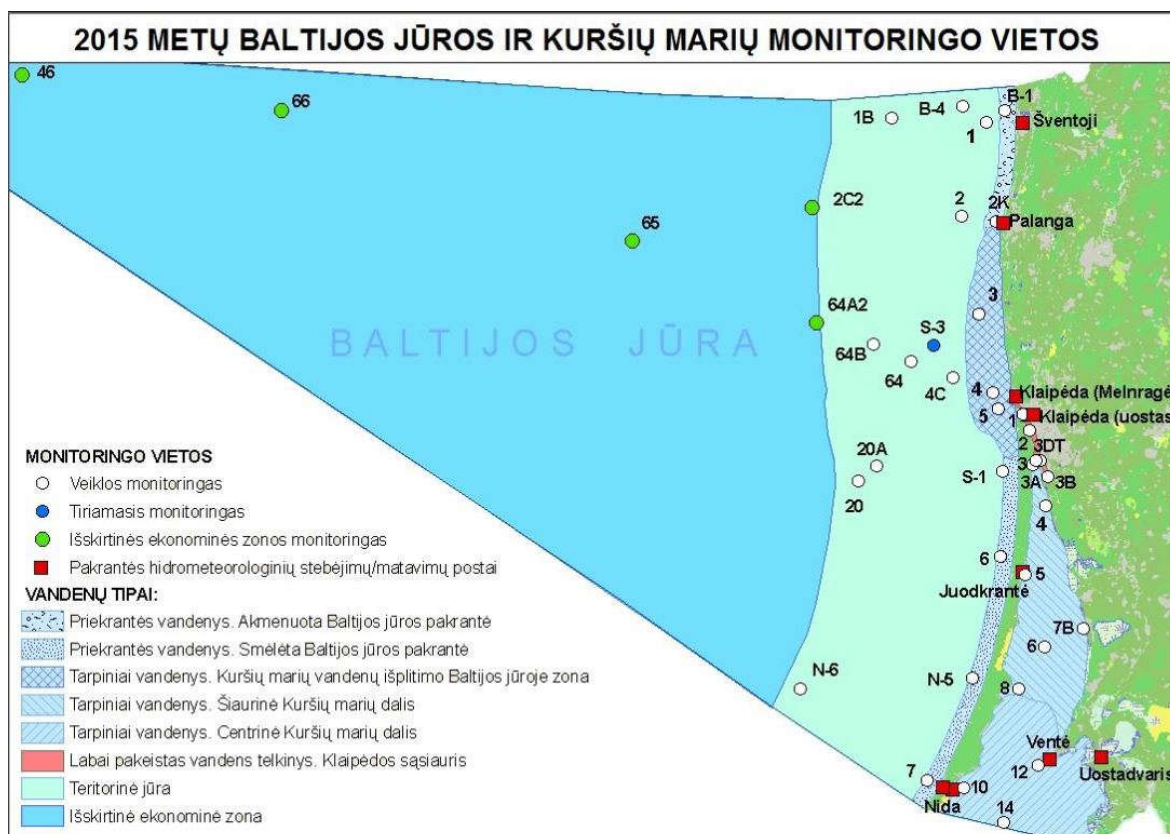 2015 METŲ BALTIJOS JŪROS IR KURŠIŲ MARIŲ MONITORINGO VIETOS
46
66
1B
B-4
B-1
1
Šventoji
2C2
2
2K
Palanga
65
3
64A2
S-3
BALTIJOS JŪRA
64B
64
4C
4
Klaipėda (Melnragė
5
1
Klaipėda (uostas
2
3DT
20A
S-1
3
3A
3B
20
4
6
Juodkrantė
5
7B
6
N-6
N-5
8
Ventė
12
Uostadvaris
7
Nida
10
14
MONITORINGO VIETOS
Veiklos monitoringas
Tiriamasis monitoringas
Išskirtinės ekonominės zonos monitoringas
Pakrantės hidrometeorologinių stebėjimų/matavimų postai
VANDENŲ TIPAI:
Priekrantės vandenys. Akmenuota Baltijos jūros pakrantė
Priekrantės vandenys. Smėlėta Baltijos jūros pakrantė
Tarpiniai vandenys. Kuršių marių vandenų išplitimo Baltijos jūroje zona
Tarpiniai vandenys. Šiaurinė Kuršių marių dalis
Tarpiniai vandenys. Centrinė Kuršių marių dalis
Labai pakeistas vandens telkinys. Klaipėdos sąsiauris
Teritorinė jūra
Išskirtinė ekonominė zona